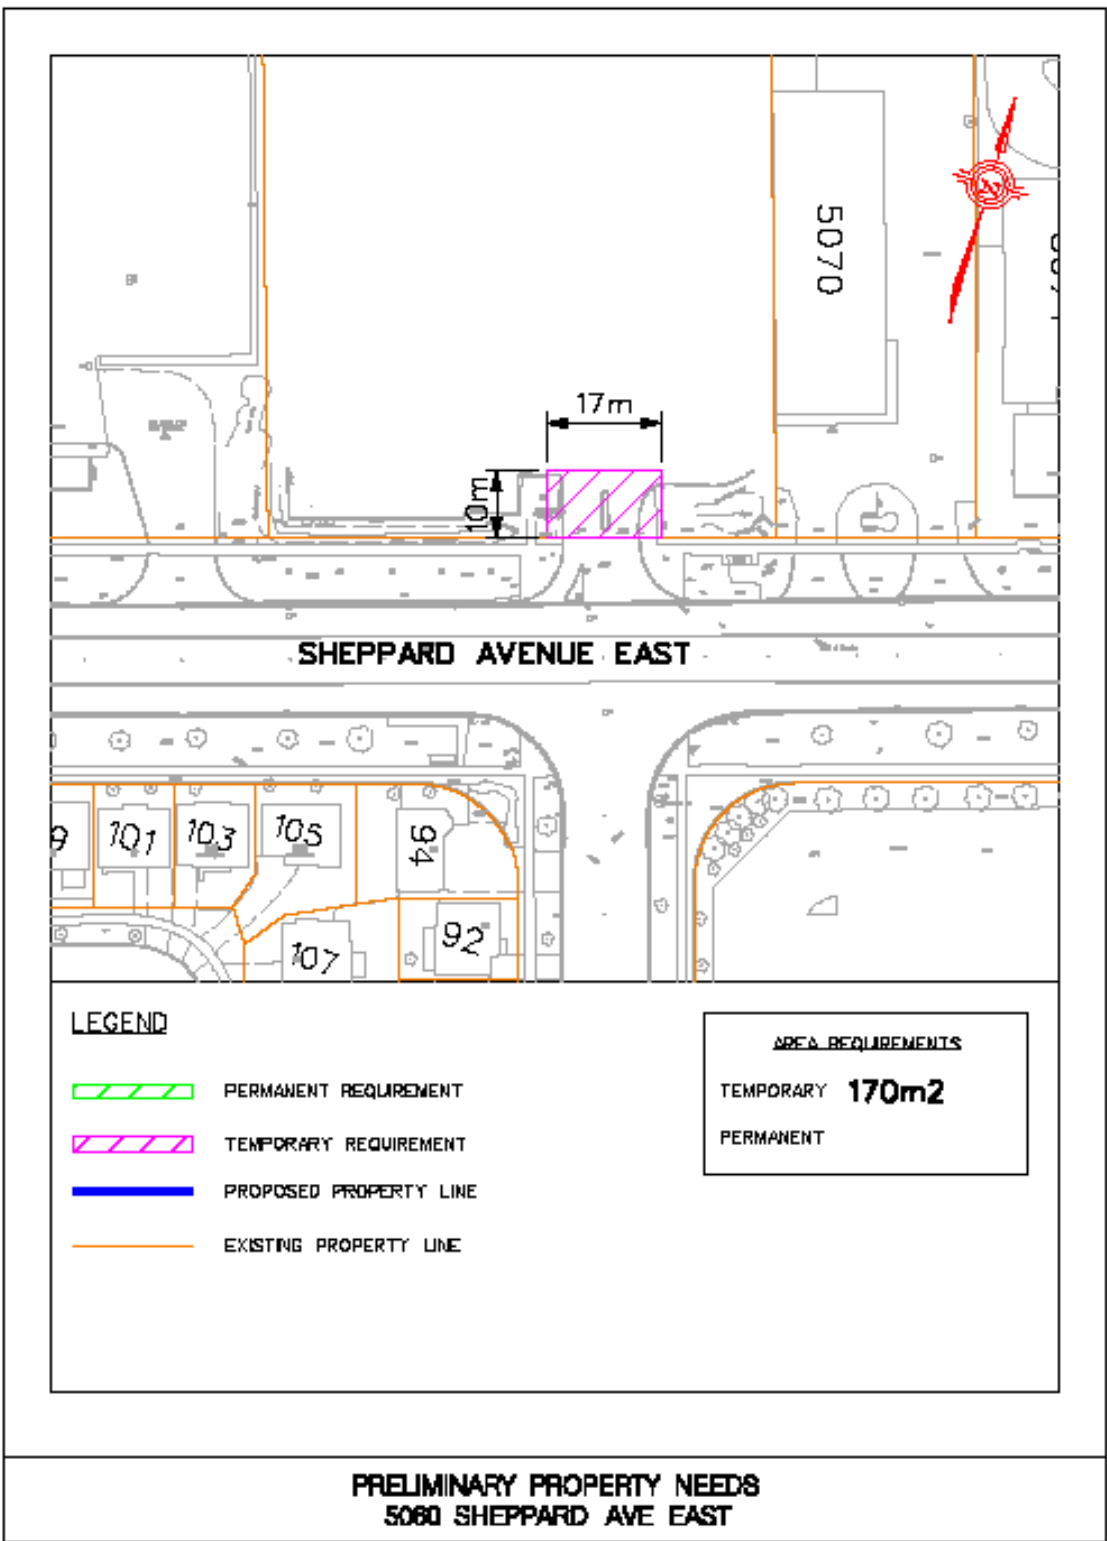 5070
N
17m
10m
SHEPPARD AVENUE EAST
9
101
103
105
94
107
92
LEGEND
PERMANENT REQUIREMENT
TEMPORARY REQUIREMENT
PROPOSED PROPERTY LINE
EXISTING PROPERTY LINE
AREA REQUIREMENTS
TEMPORARY 170m2
PERMANENT
PRELIMINARY PROPERTY NEEDS
5060 SHEPPARD AVE EAST